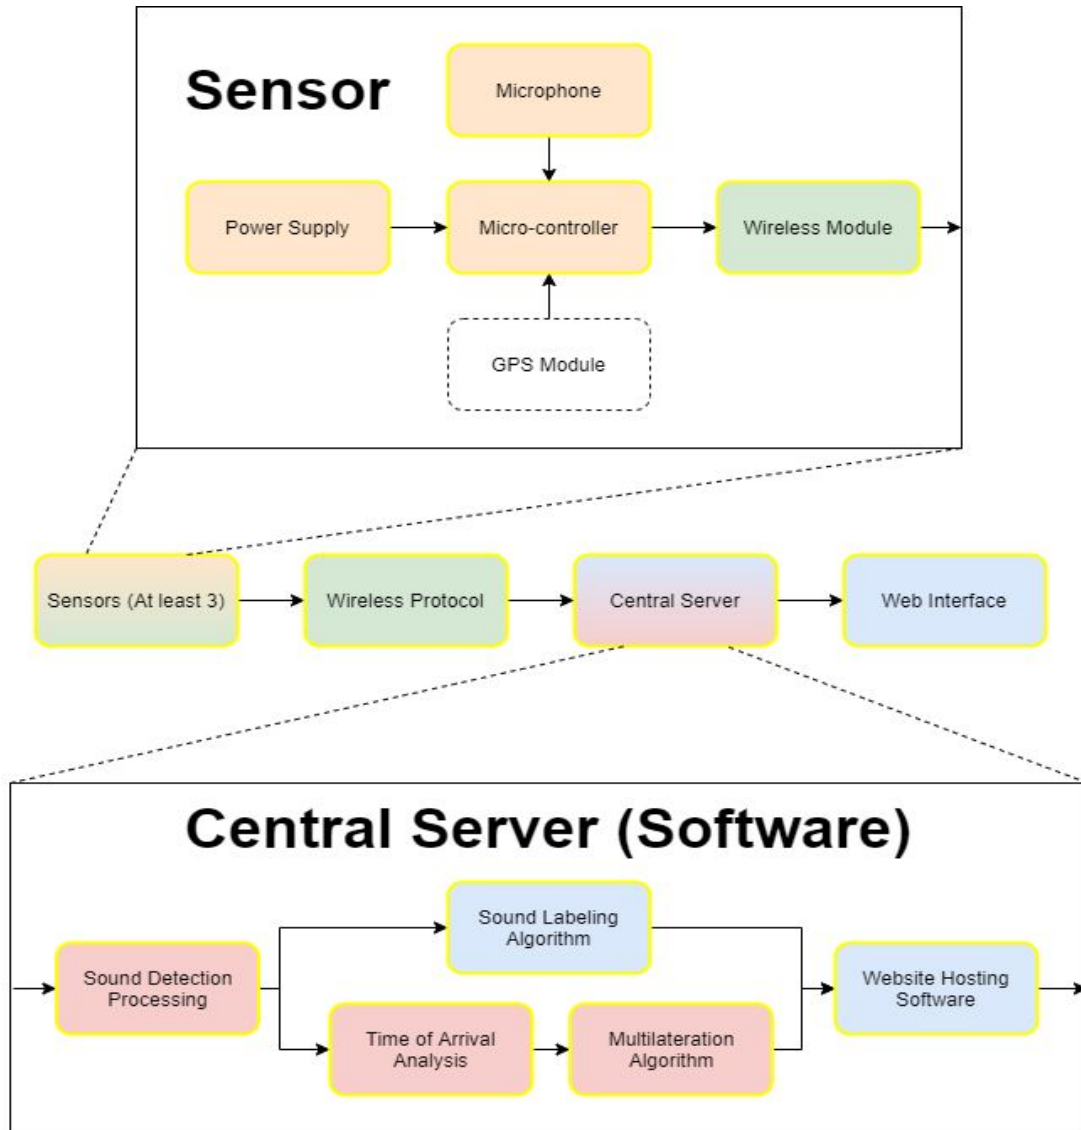 Sensor
Microphone
Power Supply
Micro-controller
Wireless Module
GPS Module
Sensors (At least 3)
Wireless Protocol
Central Server
Web Interface
Central Server (Software)
Sound Labeling
Algorithm
Sound Detection
Processing
Website Hosting
Software
Time of Arrival
Analysis
Multilateration
Algorithm